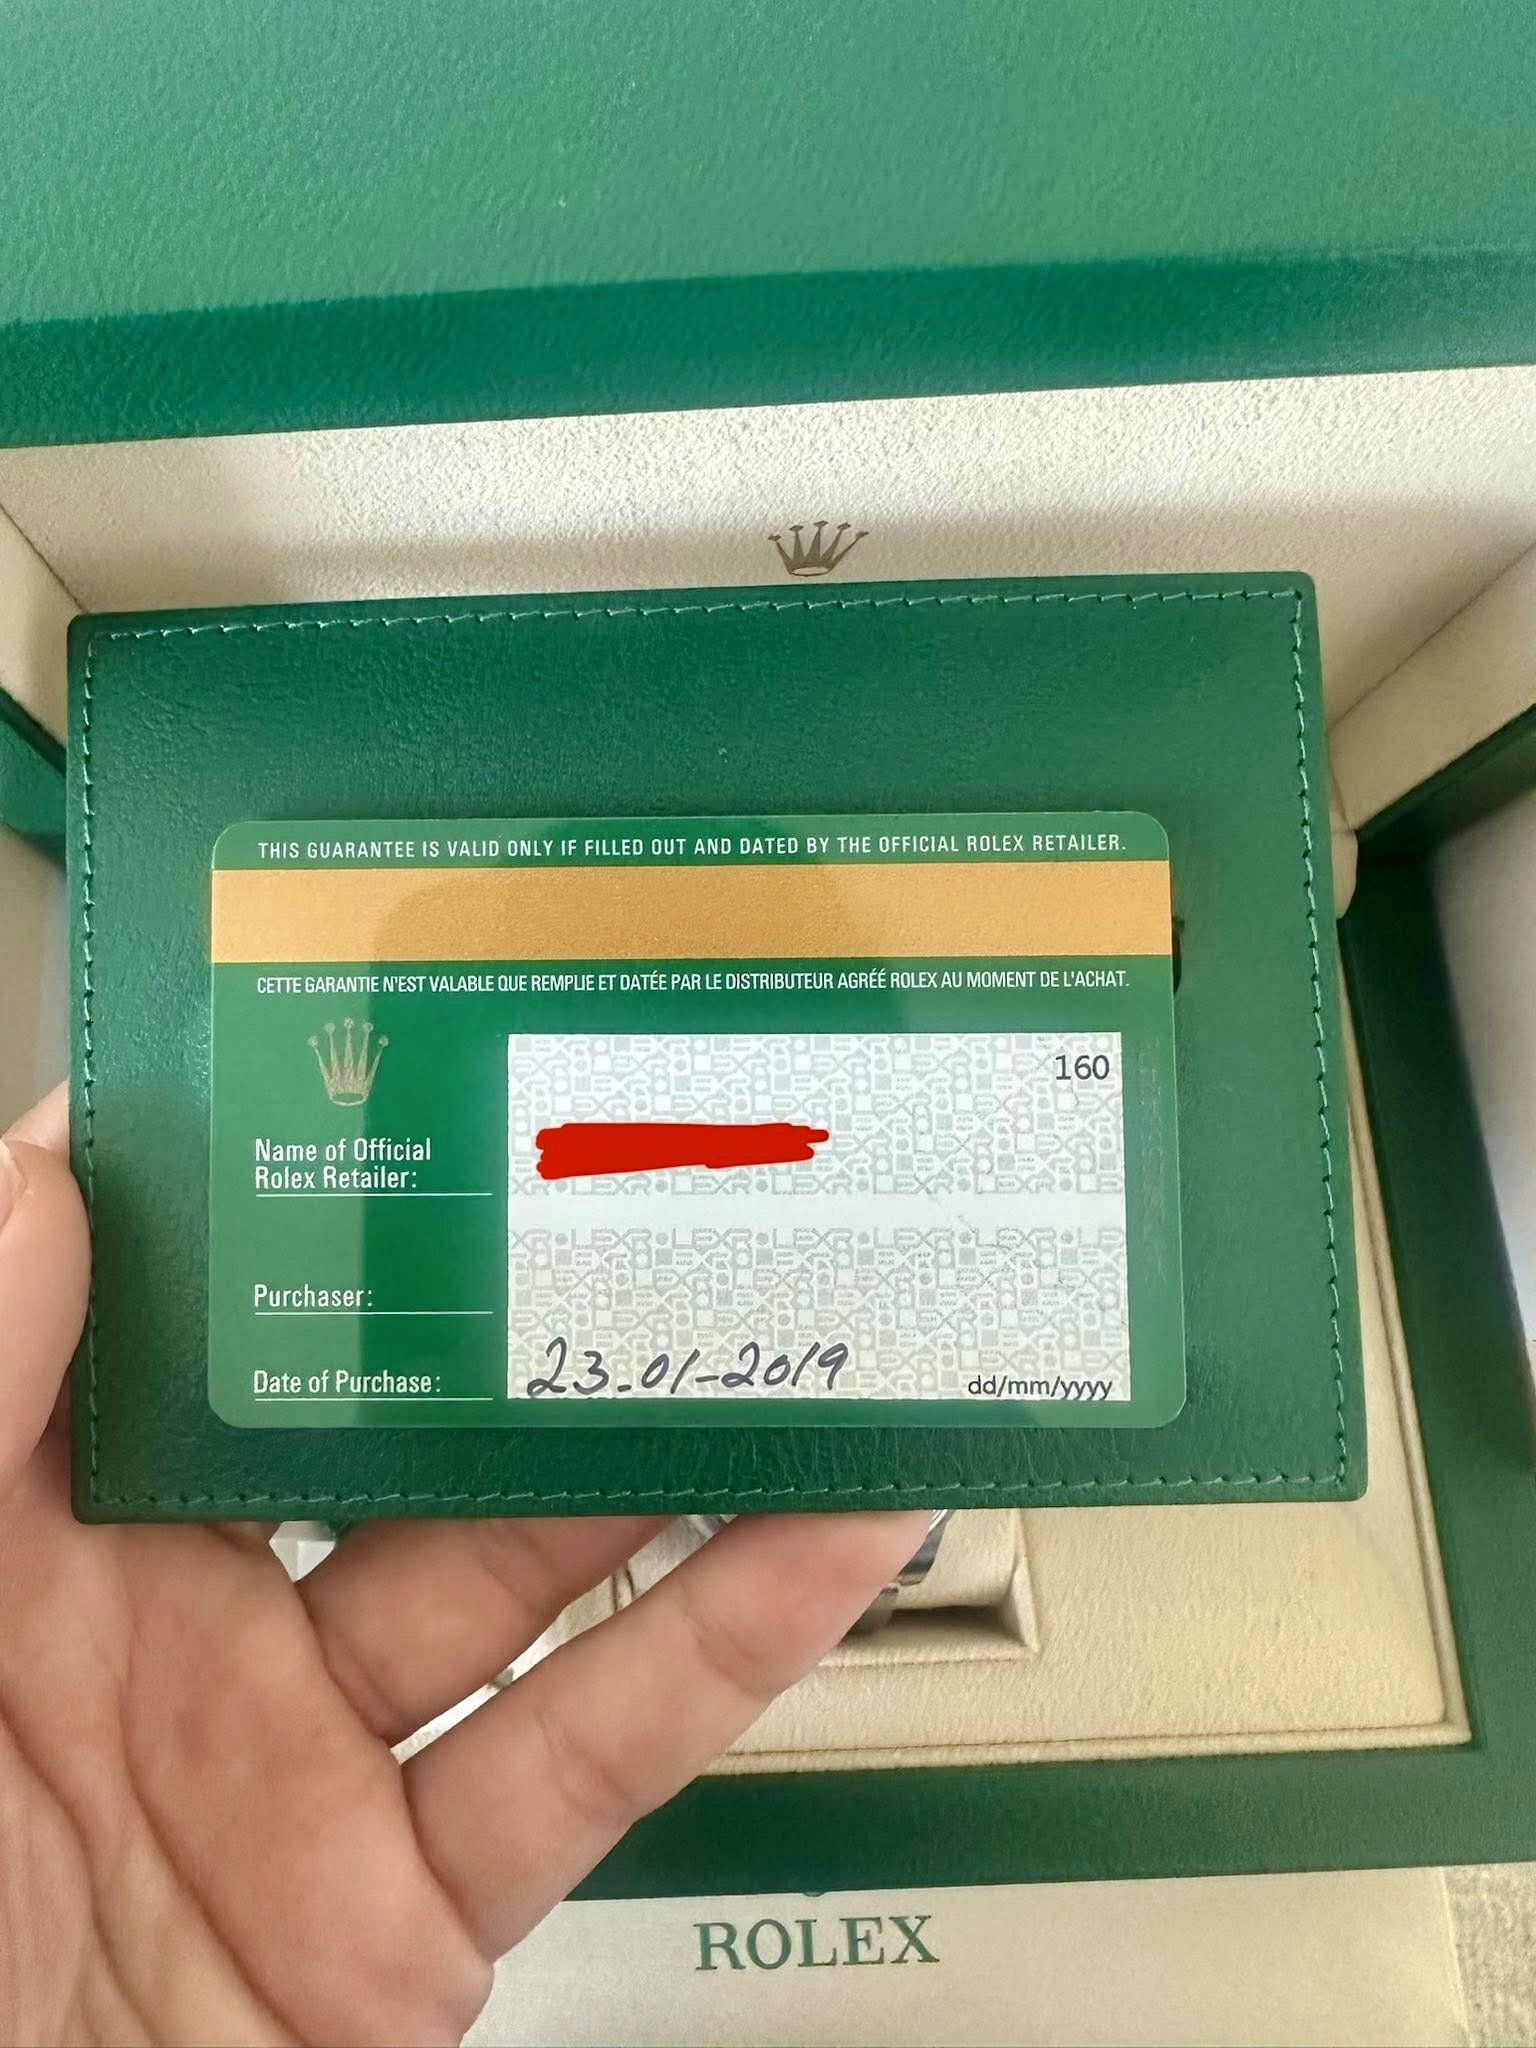 THIS GUARANTEE IS VALID ONLY IF FILLED OUT AND DATED BY THE OFFICIAL ROLEX RETAILER.
CETTE GARANTIE N'EST VALABLE QUE REMPLIE ET DATÉE PAR LE DISTRIBUTEUR AGRÉÉ ROLEX AU MOMENT DE L'ACHAT.
160
Name of Official
Rolex Retailer:
Purchaser:
Date of Purchase: 23-01-2019 dd/mm/yyyy
ROLEX